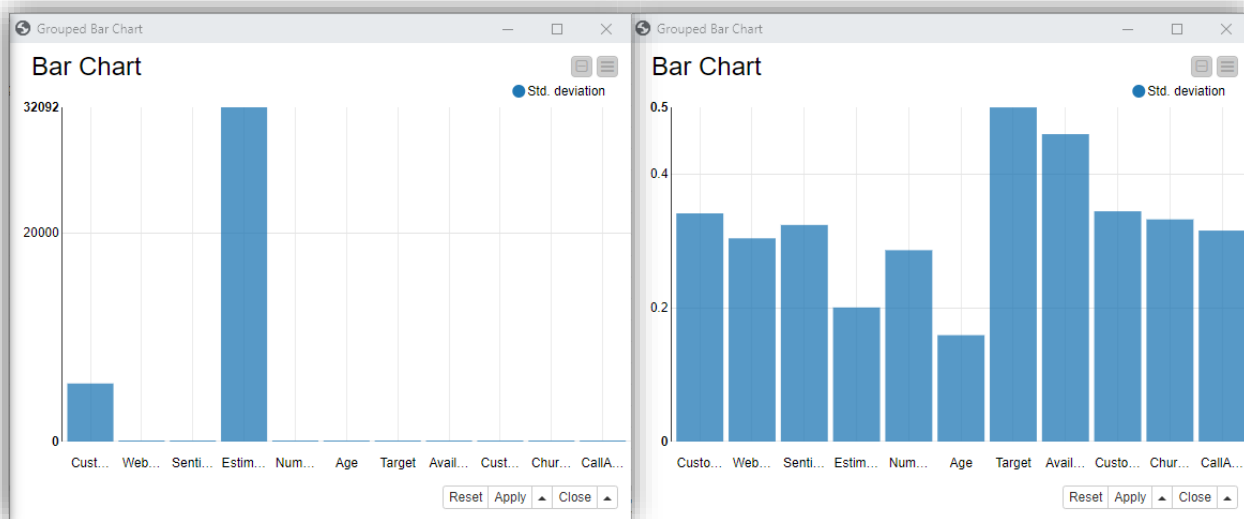 Grouped Bar Chart
Bar Chart
Std. deviation
32092
20000
0
Cust... Web... Senti... Estim... Num... Age Target Avail... Cust... Chur... CallA...
Reset Apply Close
Grouped Bar Chart
Bar Chart
Std. deviation
0.5
0.4
0.2
0
Custo... Web... Senti... Estim... Num... Age Target Avail... Custo... Chur... CallA...
Reset Apply Close